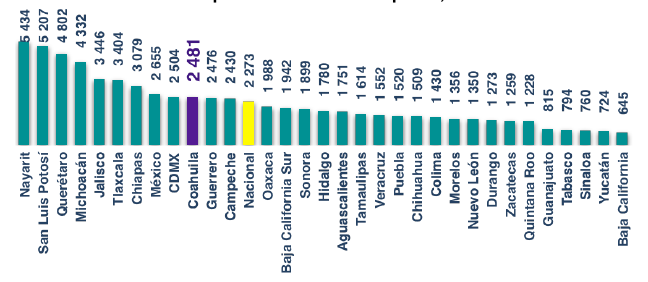 5 434
5 207
4 802
4 332
3 446
3 404
3 079
2 655
2 504
2 481
2 476
2 430
2 273
1 988
1 942
1 899
1 780
1 751
1 614
1 552
1 520
1 509
1 430
1 356
1 350
1 273
1 259
1 228
815
794
760
724
645
Nayarit
San Luis Potosí
Querétaro
Michoacán
Jalisco
Tlaxcala
Chiapas
México
CDMX
Coahuila
Guerrero
Campeche
Nacional
Oaxaca
Baja California Sur
Sonora
Hidalgo
Aguascalientes
Tamaulipas
Veracruz
Puebla
Chihuahua
Colima
Morelos
Nuevo León
Durango
Zacatecas
Quintana Roo
Guanajuato
Tabasco
Sinaloa
Yucatán
Baja California